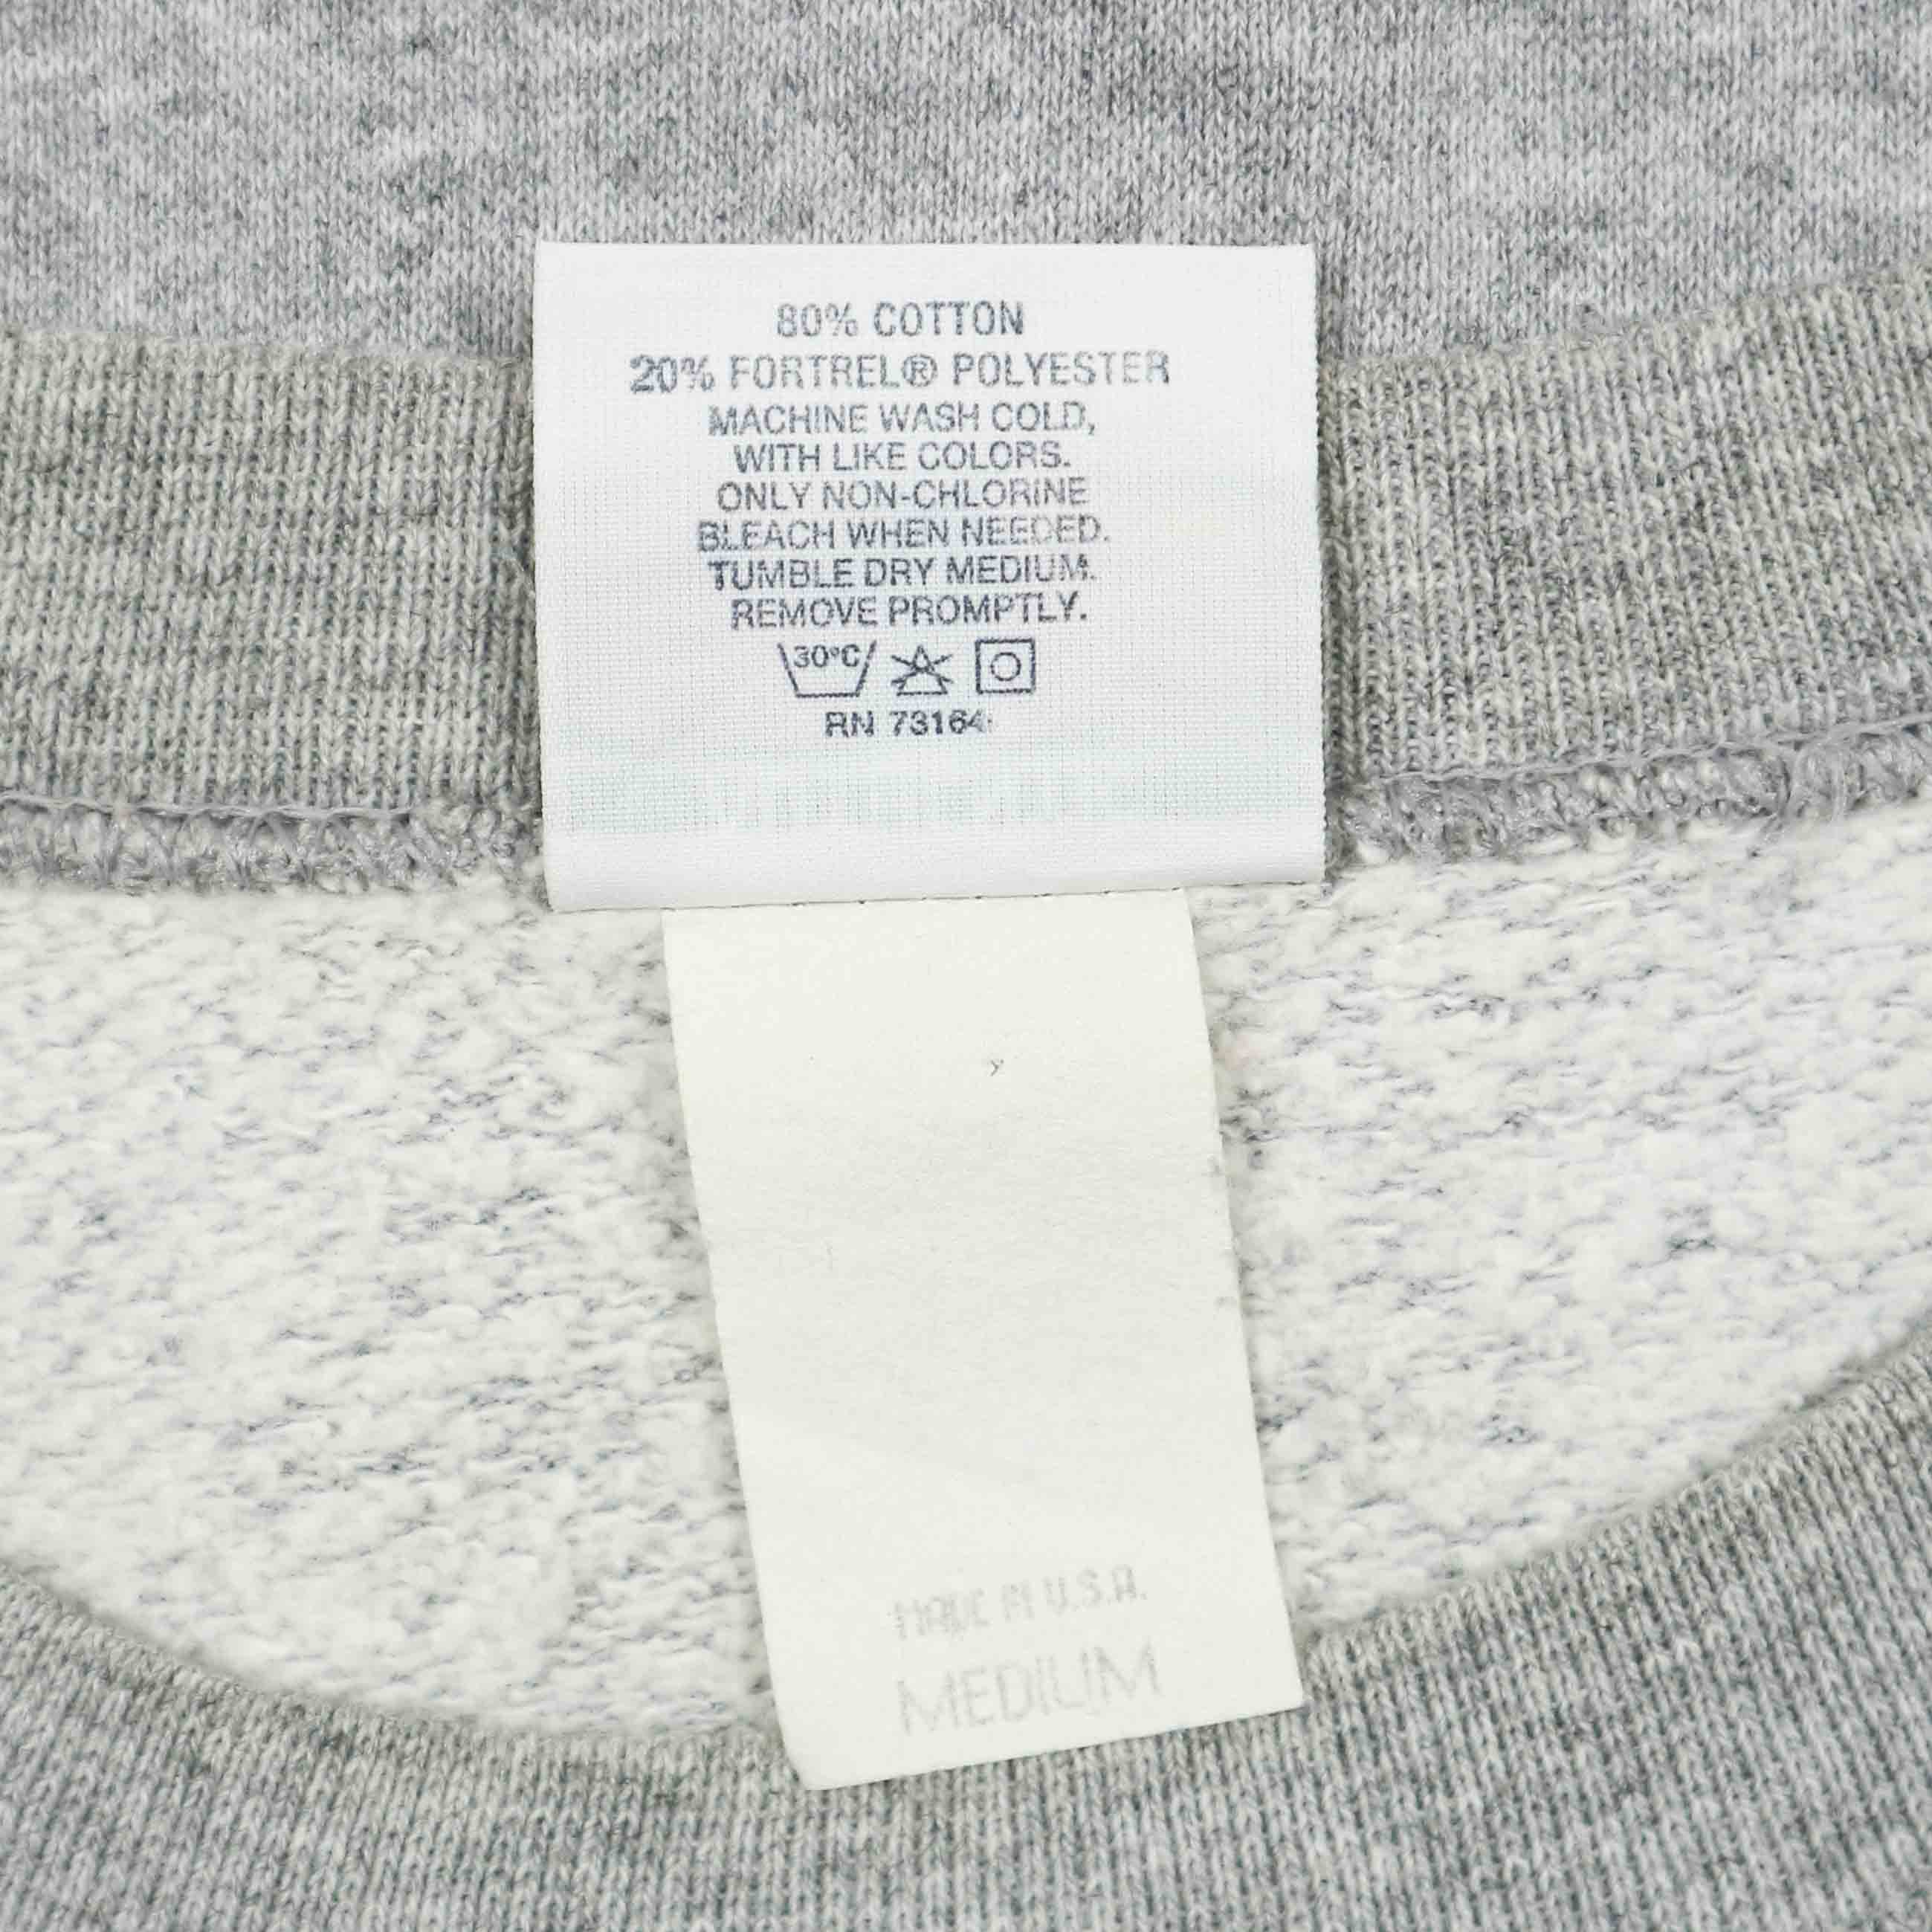 80% COTTON
20% FORTREL® POLYESTER
MACHINE WASH COLD,
WITH LIKE COLORS.
ONLY NON-CHLORINE
BLEACH WHEN NEEDED.
TUMBLE DRY MEDIUM.
REMOVE PROMPTLY.
30°C
RN 73164
MADE IN U.S.A.
MEDIUM